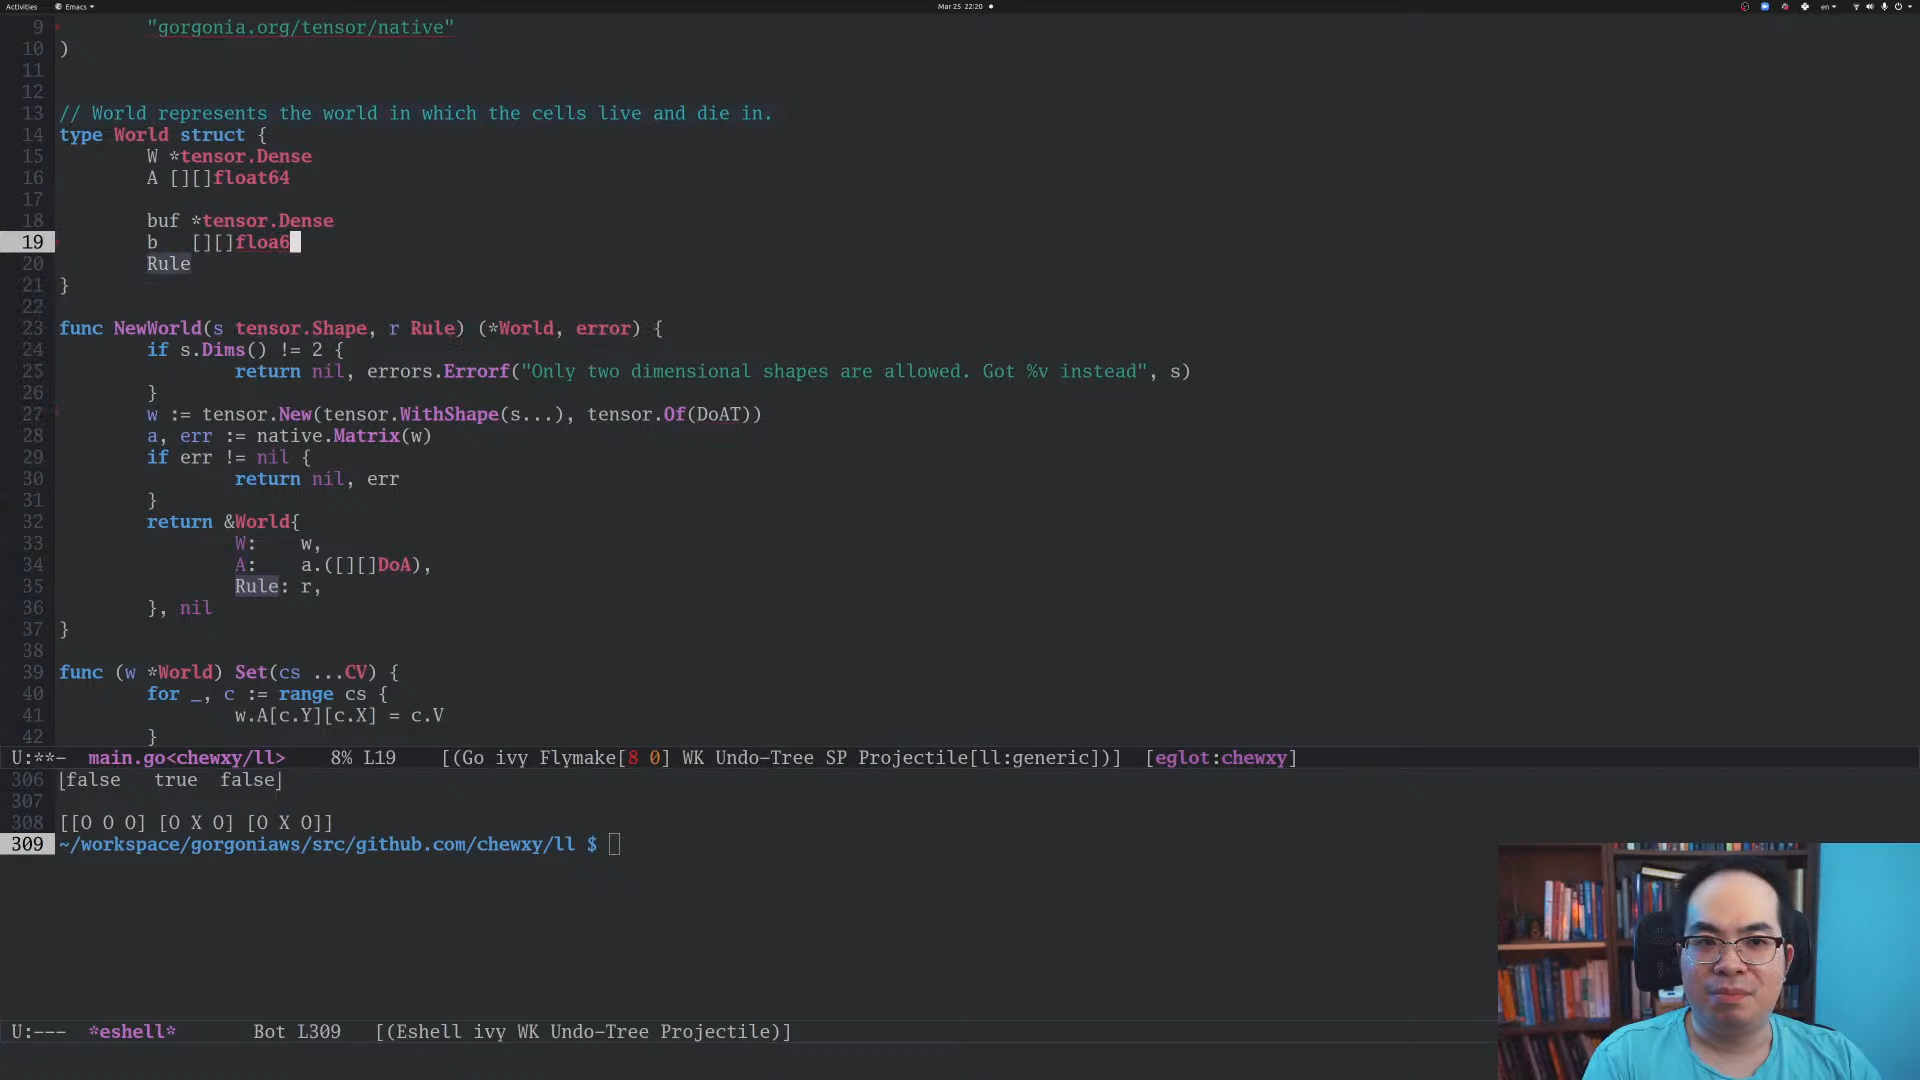 Activities Emacs Mar 25 22:20 en
9 "gorgonia.org/tensor/native"
10 )
11
12
13 // World represents the world in which the cells live and die in.
14 type World struct {
15 W *tensor.Dense
16 A [][]float64
17
18 buf *tensor.Dense
19 b [][]floa6
20 Rule
21 }
22
23 func NewWorld(s tensor.Shape, r Rule) (*World, error) {
24 if s.Dims() != 2 {
25 return nil, errors.Errorf("Only two dimensional shapes are allowed. Got %v instead", s)
26 }
27 w := tensor.New(tensor.WithShape(s...), tensor.Of(DoAT))
28 a, err := native.Matrix(w)
29 if err != nil {
30 return nil, err
31 }
32 return &World{
33 W: w,
34 A: a.([][]DoA),
35 Rule: r,
36 }, nil
37 }
38
39 func (w *World) Set(cs ...CV) {
40 for _, c := range cs {
41 w.A[c.Y][c.X] = c.V
42 }
U:**- main.go<chewxy/ll> 8% L19 [(Go ivy Flymake[8 0] WK Undo-Tree SP Projectile[ll:generic])] [eglot:chewxy]
306 ⌊false true false⌋
307
308 [[O O O] [O X O] [O X O]]
309 ~/workspace/gorgoniaws/src/github.com/chewxy/ll $
U:--- *eshell* Bot L309 [(Eshell ivy WK Undo-Tree Projectile)]